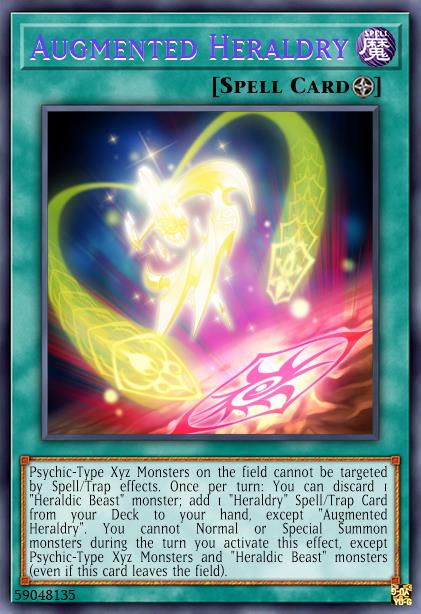 Augmented Heraldry
SPELL
魔
[Spell Card]
Psychic-Type Xyz Monsters on the field cannot be targeted
by Spell/Trap effects. Once per turn: You can discard 1
"Heraldic Beast" monster; add 1 "Heraldry" Spell/Trap Card
from your Deck to your hand, except "Augmented
Heraldry". You cannot Normal or Special Summon
monsters during the turn you activate this effect, except
Psychic-Type Xyz Monsters and "Heraldic Beast" monsters
(even if this card leaves the field).
59048135